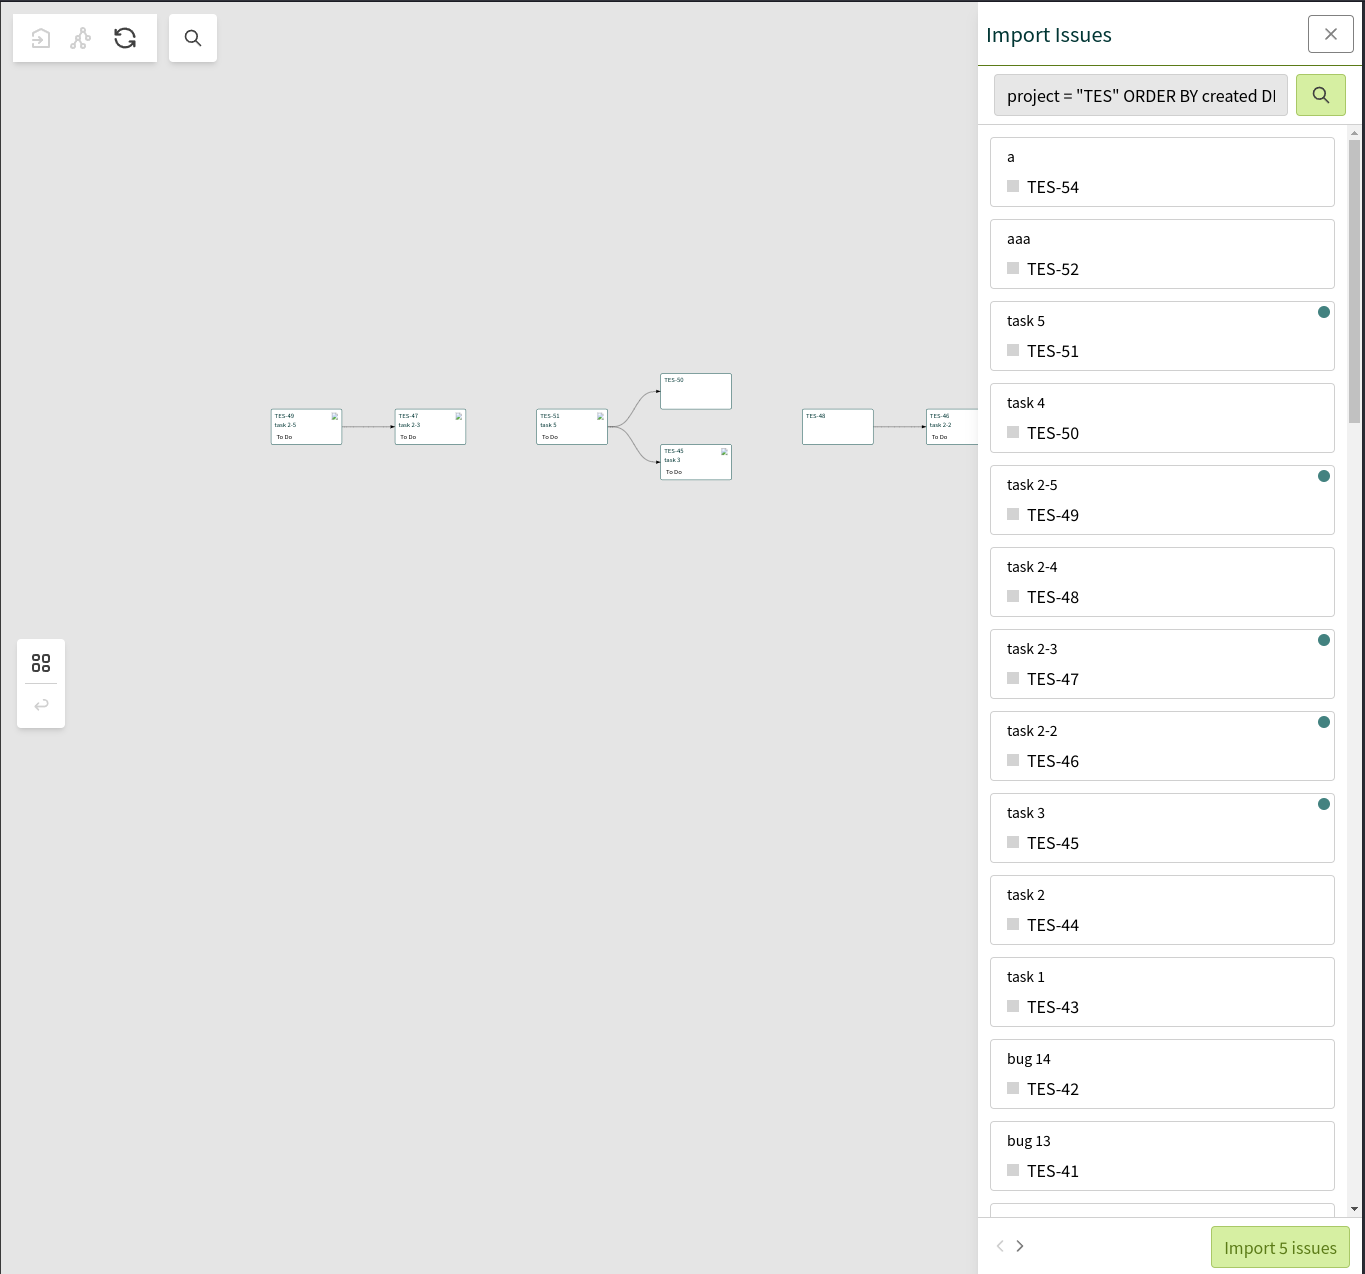 Import Issues
project = "TES" ORDER BY created DI
a
TES-54
aaa
TES-52
task 5
TES-51
task 4
TES-50
task 2-5
TES-49
task 2-4
TES-48
task 2-3
TES-47
task 2-2
TES-46
task 3
TES-45
task 2
TES-44
task 1
TES-43
bug 14
TES-42
bug 13
TES-41
Import 5 issues
TES-49
task 2-5
To Do
TES-47
task 2-3
To Do
TES-51
task 5
To Do
TES-50
TES-45
task 3
To Do
TES-48
TES-46
task 2-2
To Do